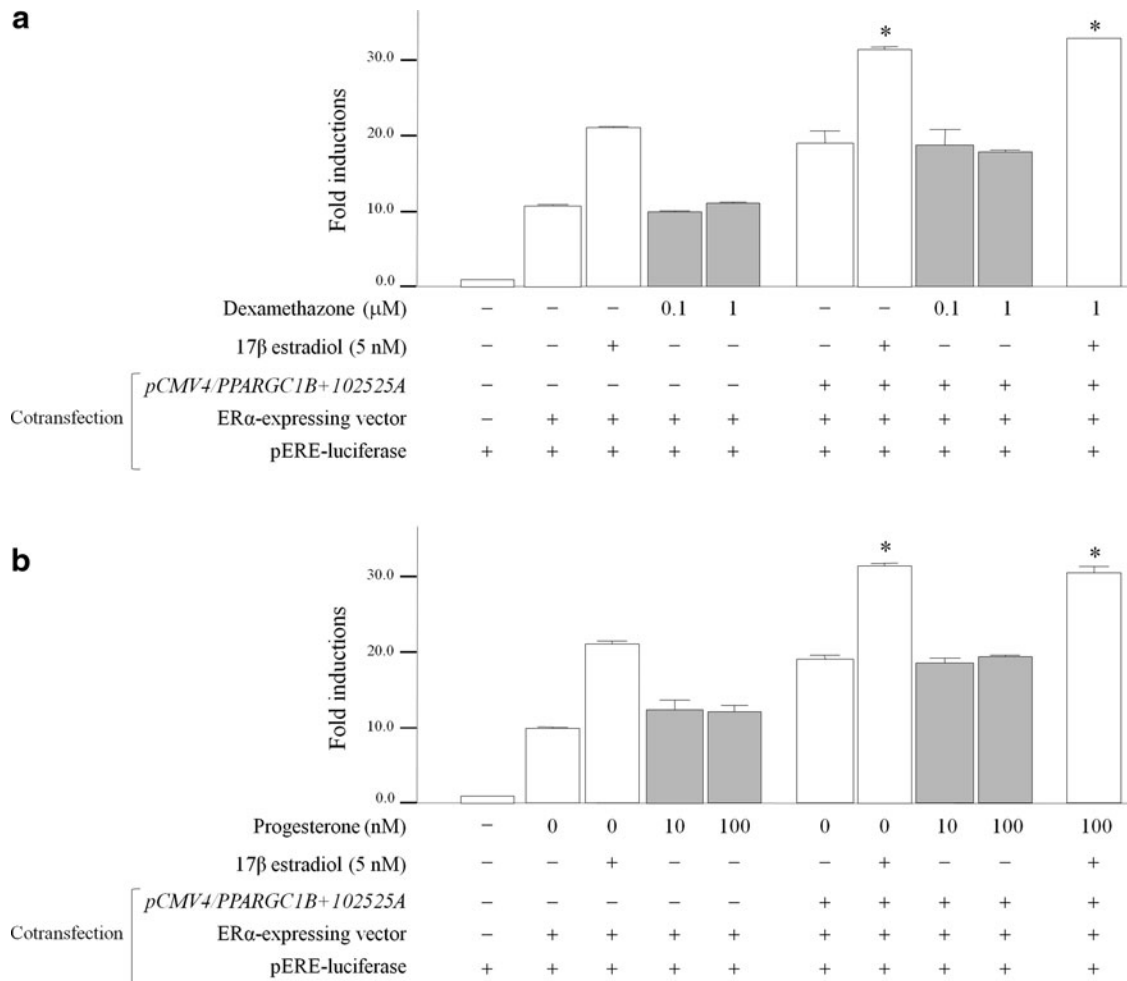 a
* *
30.0
20.0
10.0
0.0
Fold inductions
Dexamethazone (μM) − − − 0.1 1 − − 0.1 1 1
17β estradiol (5 nM) − − + − − − + − − +
pCMV4/PPARGC1B+102525A − − − − − + + + + +
Cotransfection ERα-expressing vector − + + + + + + + + +
pERE-luciferase + + + + + + + + + +
b
* *
30.0
20.0
10.0
0.0
Fold inductions
Progesterone (nM) − 0 0 10 100 0 0 10 100 100
17β estradiol (5 nM) − − + − − − + − − +
pCMV4/PPARGC1B+102525A − − − − − + + + + +
Cotransfection ERα-expressing vector − + + + + + + + + +
pERE-luciferase + + + + + + + + + +